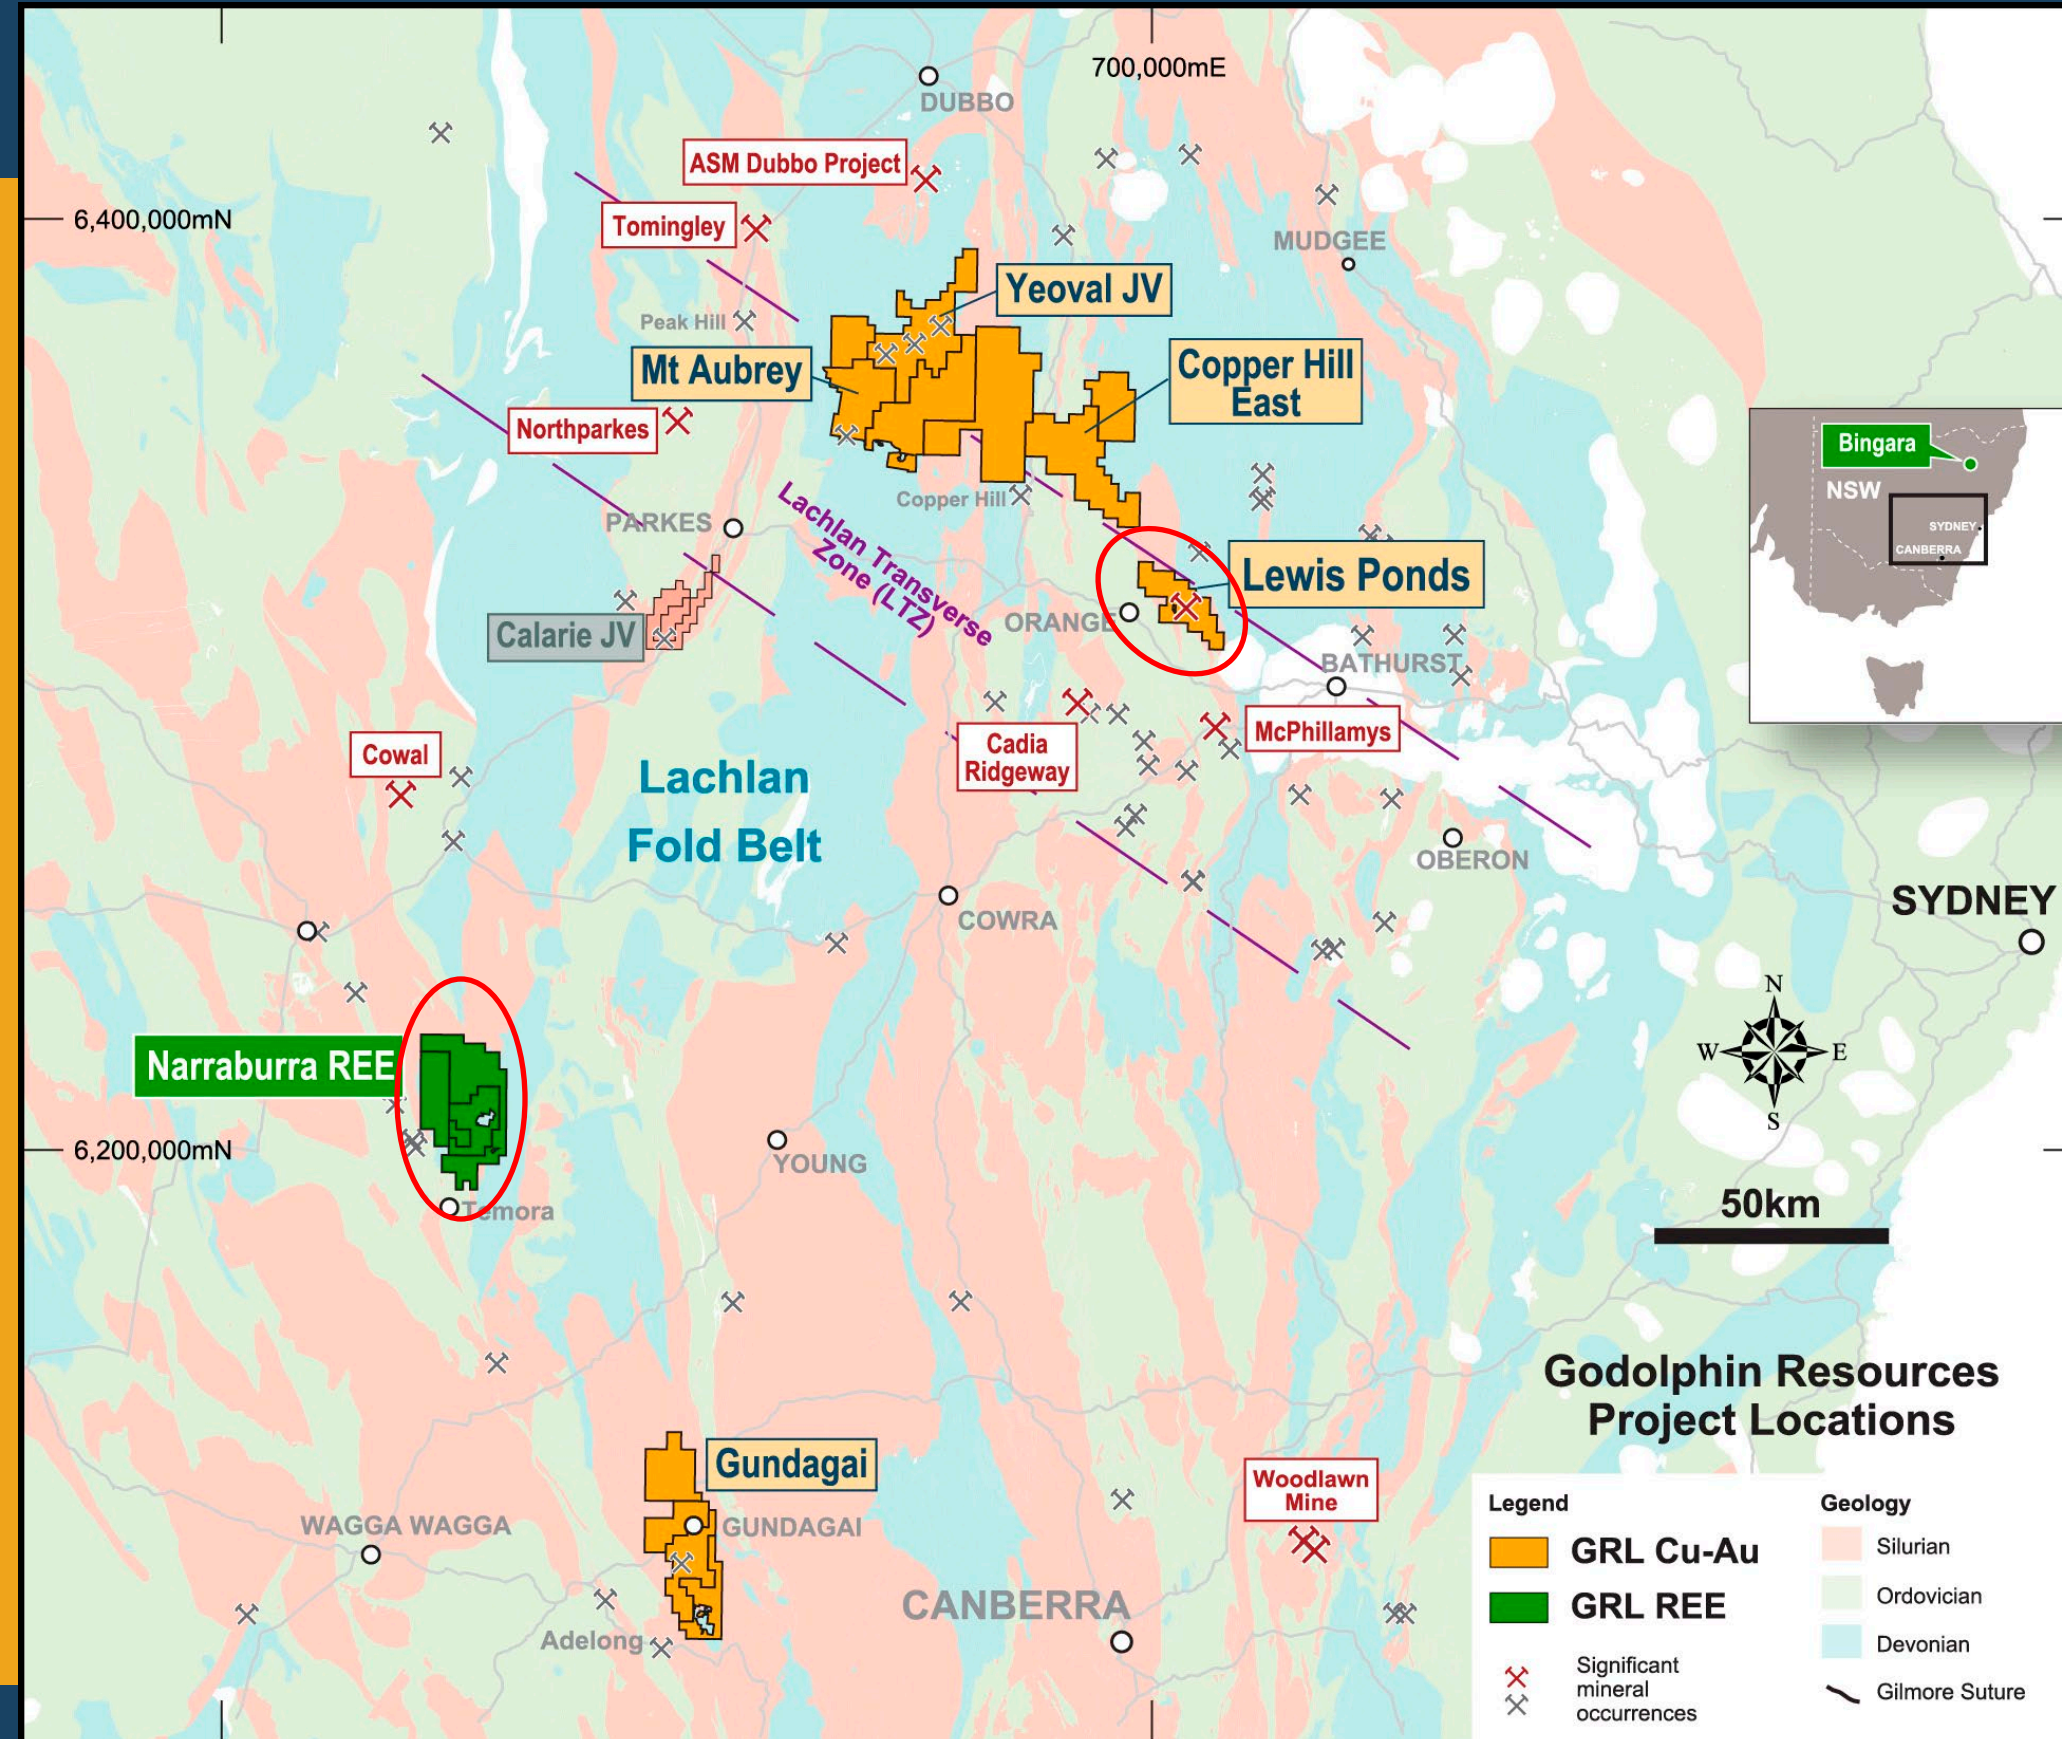 700,000mE
DUBBO
ASM Dubbo Project
6,400,000mN
Tomingley
MUDGEE
Yeoval JV
Peak Hill
Mt Aubrey
Copper Hill
East
Northparkes
Bingara
NSW
SYDNEY
CANBERRA
Copper Hill
PARKES
Lachlan Transverse
Zone (LTZ)
Lewis Ponds
ORANGE
Calarie JV
BATHURST
McPhillamys
Cadia
Ridgeway
Cowal
Lachlan
Fold Belt
OBERON
SYDNEY
COWRA
N
W
E
S
Narraburra REE
6,200,000mN
YOUNG
Temora
50km
Godolphin Resources
Project Locations
Gundagai
GUNDAGAI
WAGGA WAGGA
Woodlawn
Mine
CANBERRA
Adelong
Legend
GRL Cu-Au
GRL REE
Significant
mineral
occurrences
Geology
Silurian
Ordovician
Devonian
Gilmore Suture